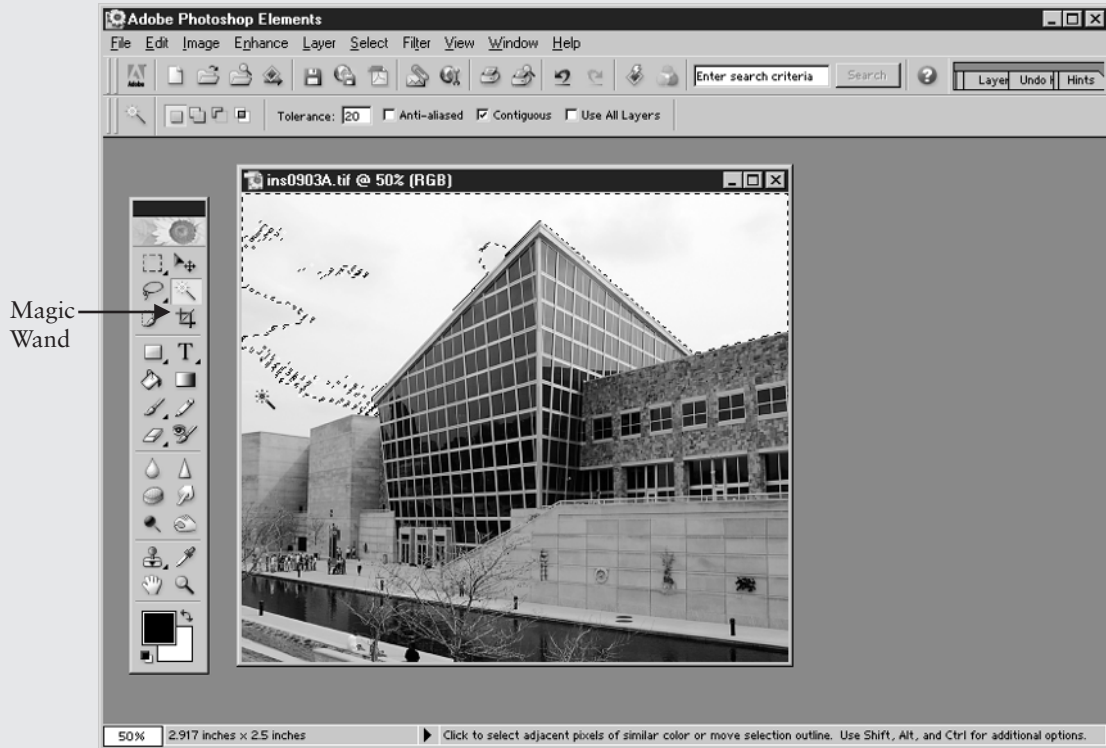 Adobe Photoshop Elements
File Edit Image Enhance Layer Select Filter View Window Help
Adobe Enter search criteria Search Layer Undo H Hints
Tolerance: 20 Anti-aliased Contiguous Use All Layers
ins0903A.tif @ 50% (RGB)
Magic
Wand
T
50% 2.917 inches × 2.5 inches Click to select adjacent pixels of similar color or move selection outline. Use Shift, Alt, and Ctrl for additional options.